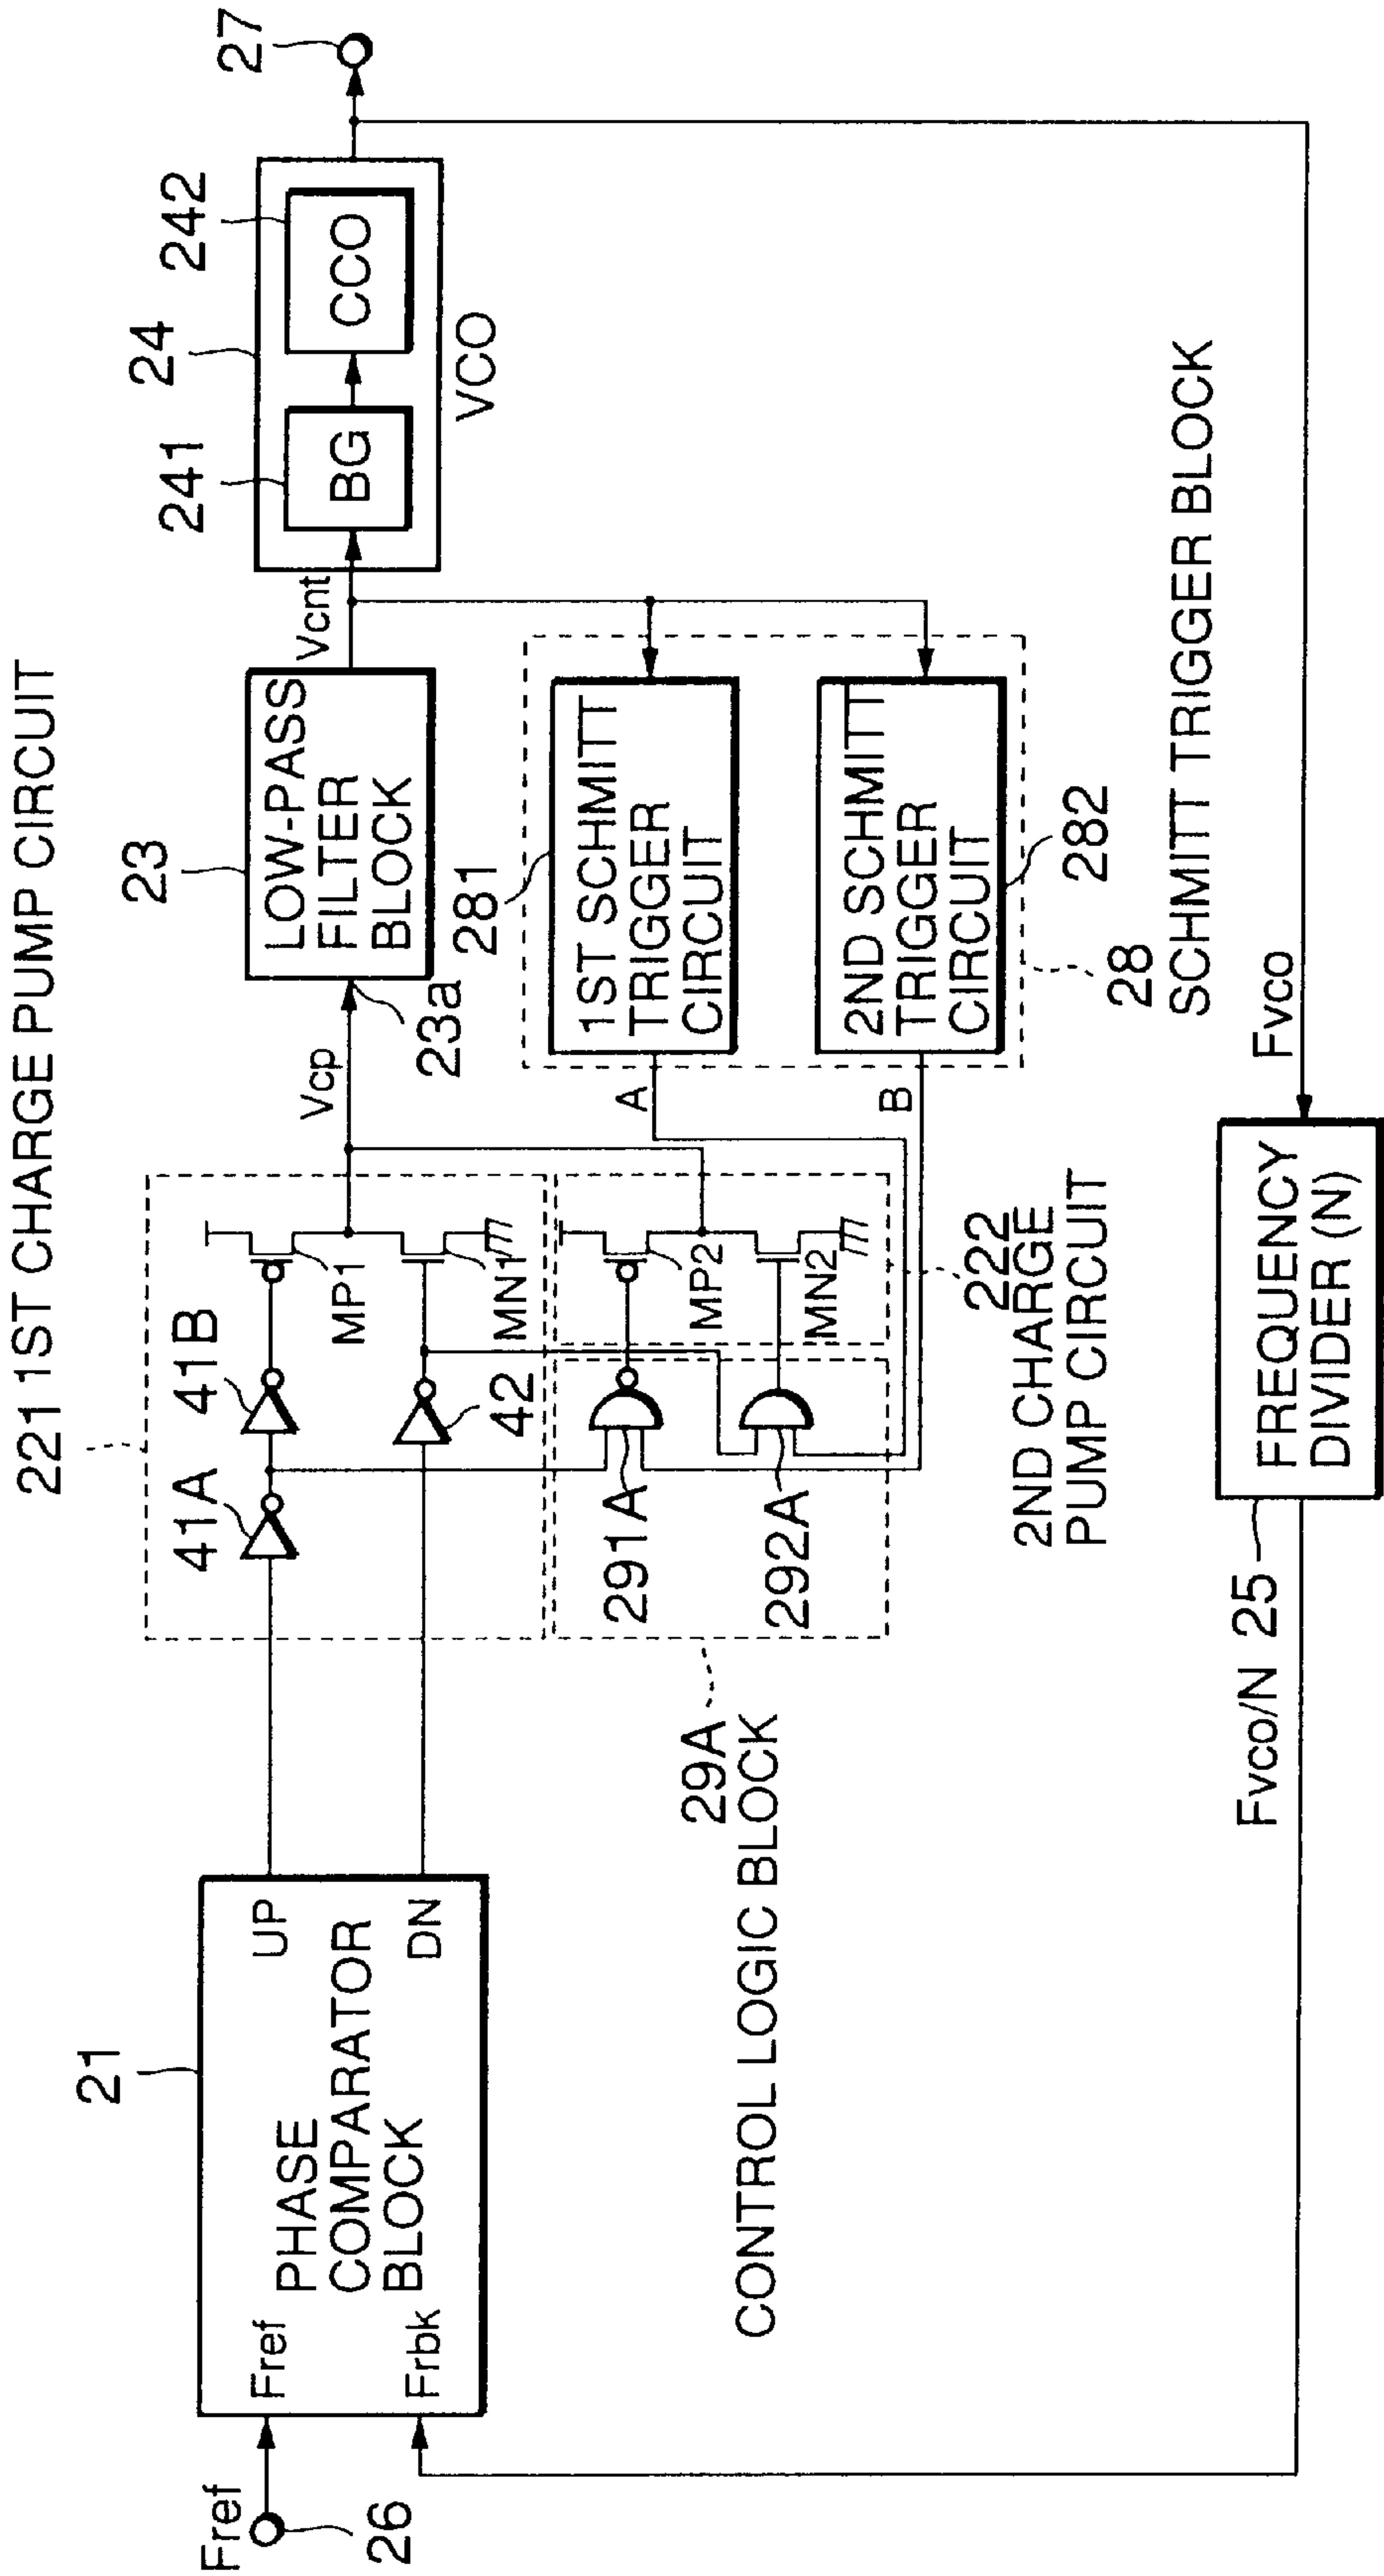 221 1ST CHARGE PUMP CIRCUIT
Fref
26
21
Fref
Frbk
PHASE
COMPARATOR
BLOCK
UP
DN
41A
41B
42
MP1
MN1
Vcp
23
23a
LOW-PASS
FILTER
BLOCK
Vcnt
24
241
BG
242
CCO
VCO
27
29A
CONTROL LOGIC BLOCK
291A
292A
MP2
MN2
222
2ND CHARGE
PUMP CIRCUIT
A
B
281
1ST SCHMITT
TRIGGER
CIRCUIT
2ND SCHMITT
TRIGGER
CIRCUIT
282
28
SCHMITT TRIGGER BLOCK
Fvco/N
25
FREQUENCY
DIVIDER (N)
Fvco